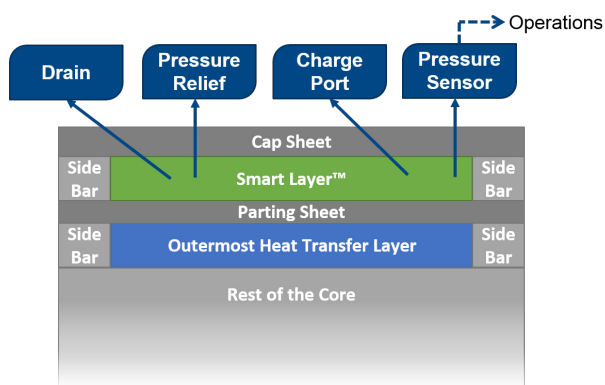 Operations
Drain
Pressure
Relief
Charge
Port
Pressure
Sensor
Cap Sheet
Side
Bar
Smart Layer™
Side
Bar
Parting Sheet
Side
Bar
Outermost Heat Transfer Layer
Side
Bar
Rest of the Core